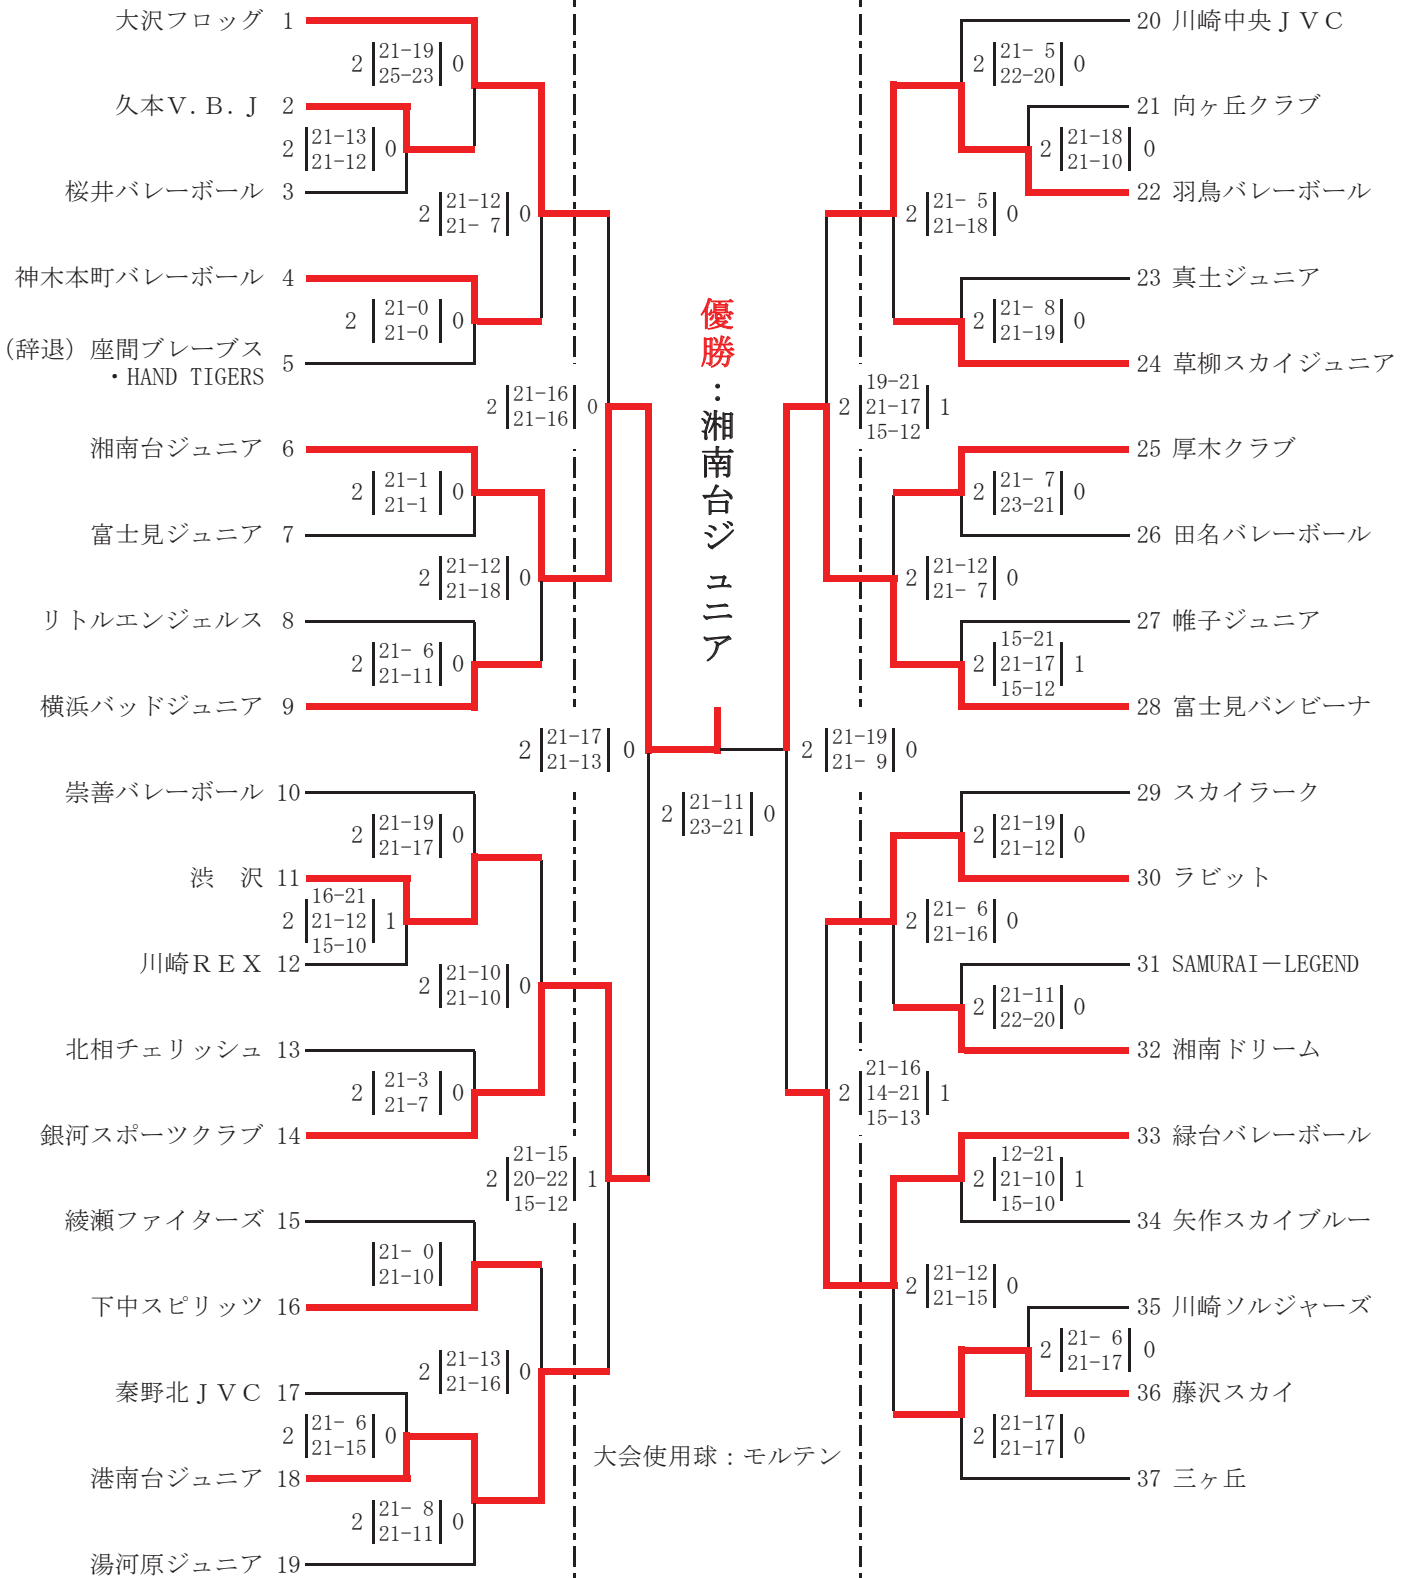 大沢フロッグ 1
2 21-19 0
25-23
久本V.B.J 2
2 21-13 0
21-12
桜井バレーボール 3
2 21-12 0
21- 7
神木本町バレーボール 4
2 21-0 0
21-0
(辞退) 座間ブレーブス
・HAND TIGERS 5
2 21-16 0
21-16
湘南台ジュニア 6
2 21-1 0
21-1
富士見ジュニア 7
2 21-12 0
21-18
リトルエンジェルス 8
2 21- 6 0
21-11
横浜バッドジュニア 9
2 21-17 0
21-13
崇善バレーボール 10
2 21-19 0
21-17
渋　沢 11
16-21
2 21-12 1
15-10
川崎REX 12
2 21-10 0
21-10
北相チェリッシュ 13
2 21-3 0
21-7
銀河スポーツクラブ 14
21-15
2 20-22 1
15-12
綾瀬ファイターズ 15
21- 0
21-10
下中スピリッツ 16
2 21-13 0
21-16
秦野北JVC 17
2 21- 6 0
21-15
港南台ジュニア 18
2 21- 8 0
21-11
湯河原ジュニア 19
優勝：湘南台ジュニア
2 21-11 0
23-21
大会使用球：モルテン
20 川崎中央JVC
2 21- 5 0
22-20
21 向ヶ丘クラブ
2 21-18 0
21-10
22 羽鳥バレーボール
2 21- 5 0
21-18
23 真土ジュニア
2 21- 8 0
21-19
24 草柳スカイジュニア
19-21
2 21-17 1
15-12
25 厚木クラブ
2 21- 7 0
23-21
26 田名バレーボール
2 21-12 0
21- 7
27 帷子ジュニア
15-21
2 21-17 1
15-12
28 富士見バンビーナ
2 21-19 0
21- 9
29 スカイラーク
2 21-19 0
21-12
30 ラビット
2 21- 6 0
21-16
31 SAMURAI－LEGEND
2 21-11 0
22-20
32 湘南ドリーム
21-16
2 14-21 1
15-13
33 緑台バレーボール
12-21
2 21-10 1
15-10
34 矢作スカイブルー
2 21-12 0
21-15
35 川崎ソルジャーズ
2 21- 6 0
21-17
36 藤沢スカイ
2 21-17 0
21-17
37 三ヶ丘